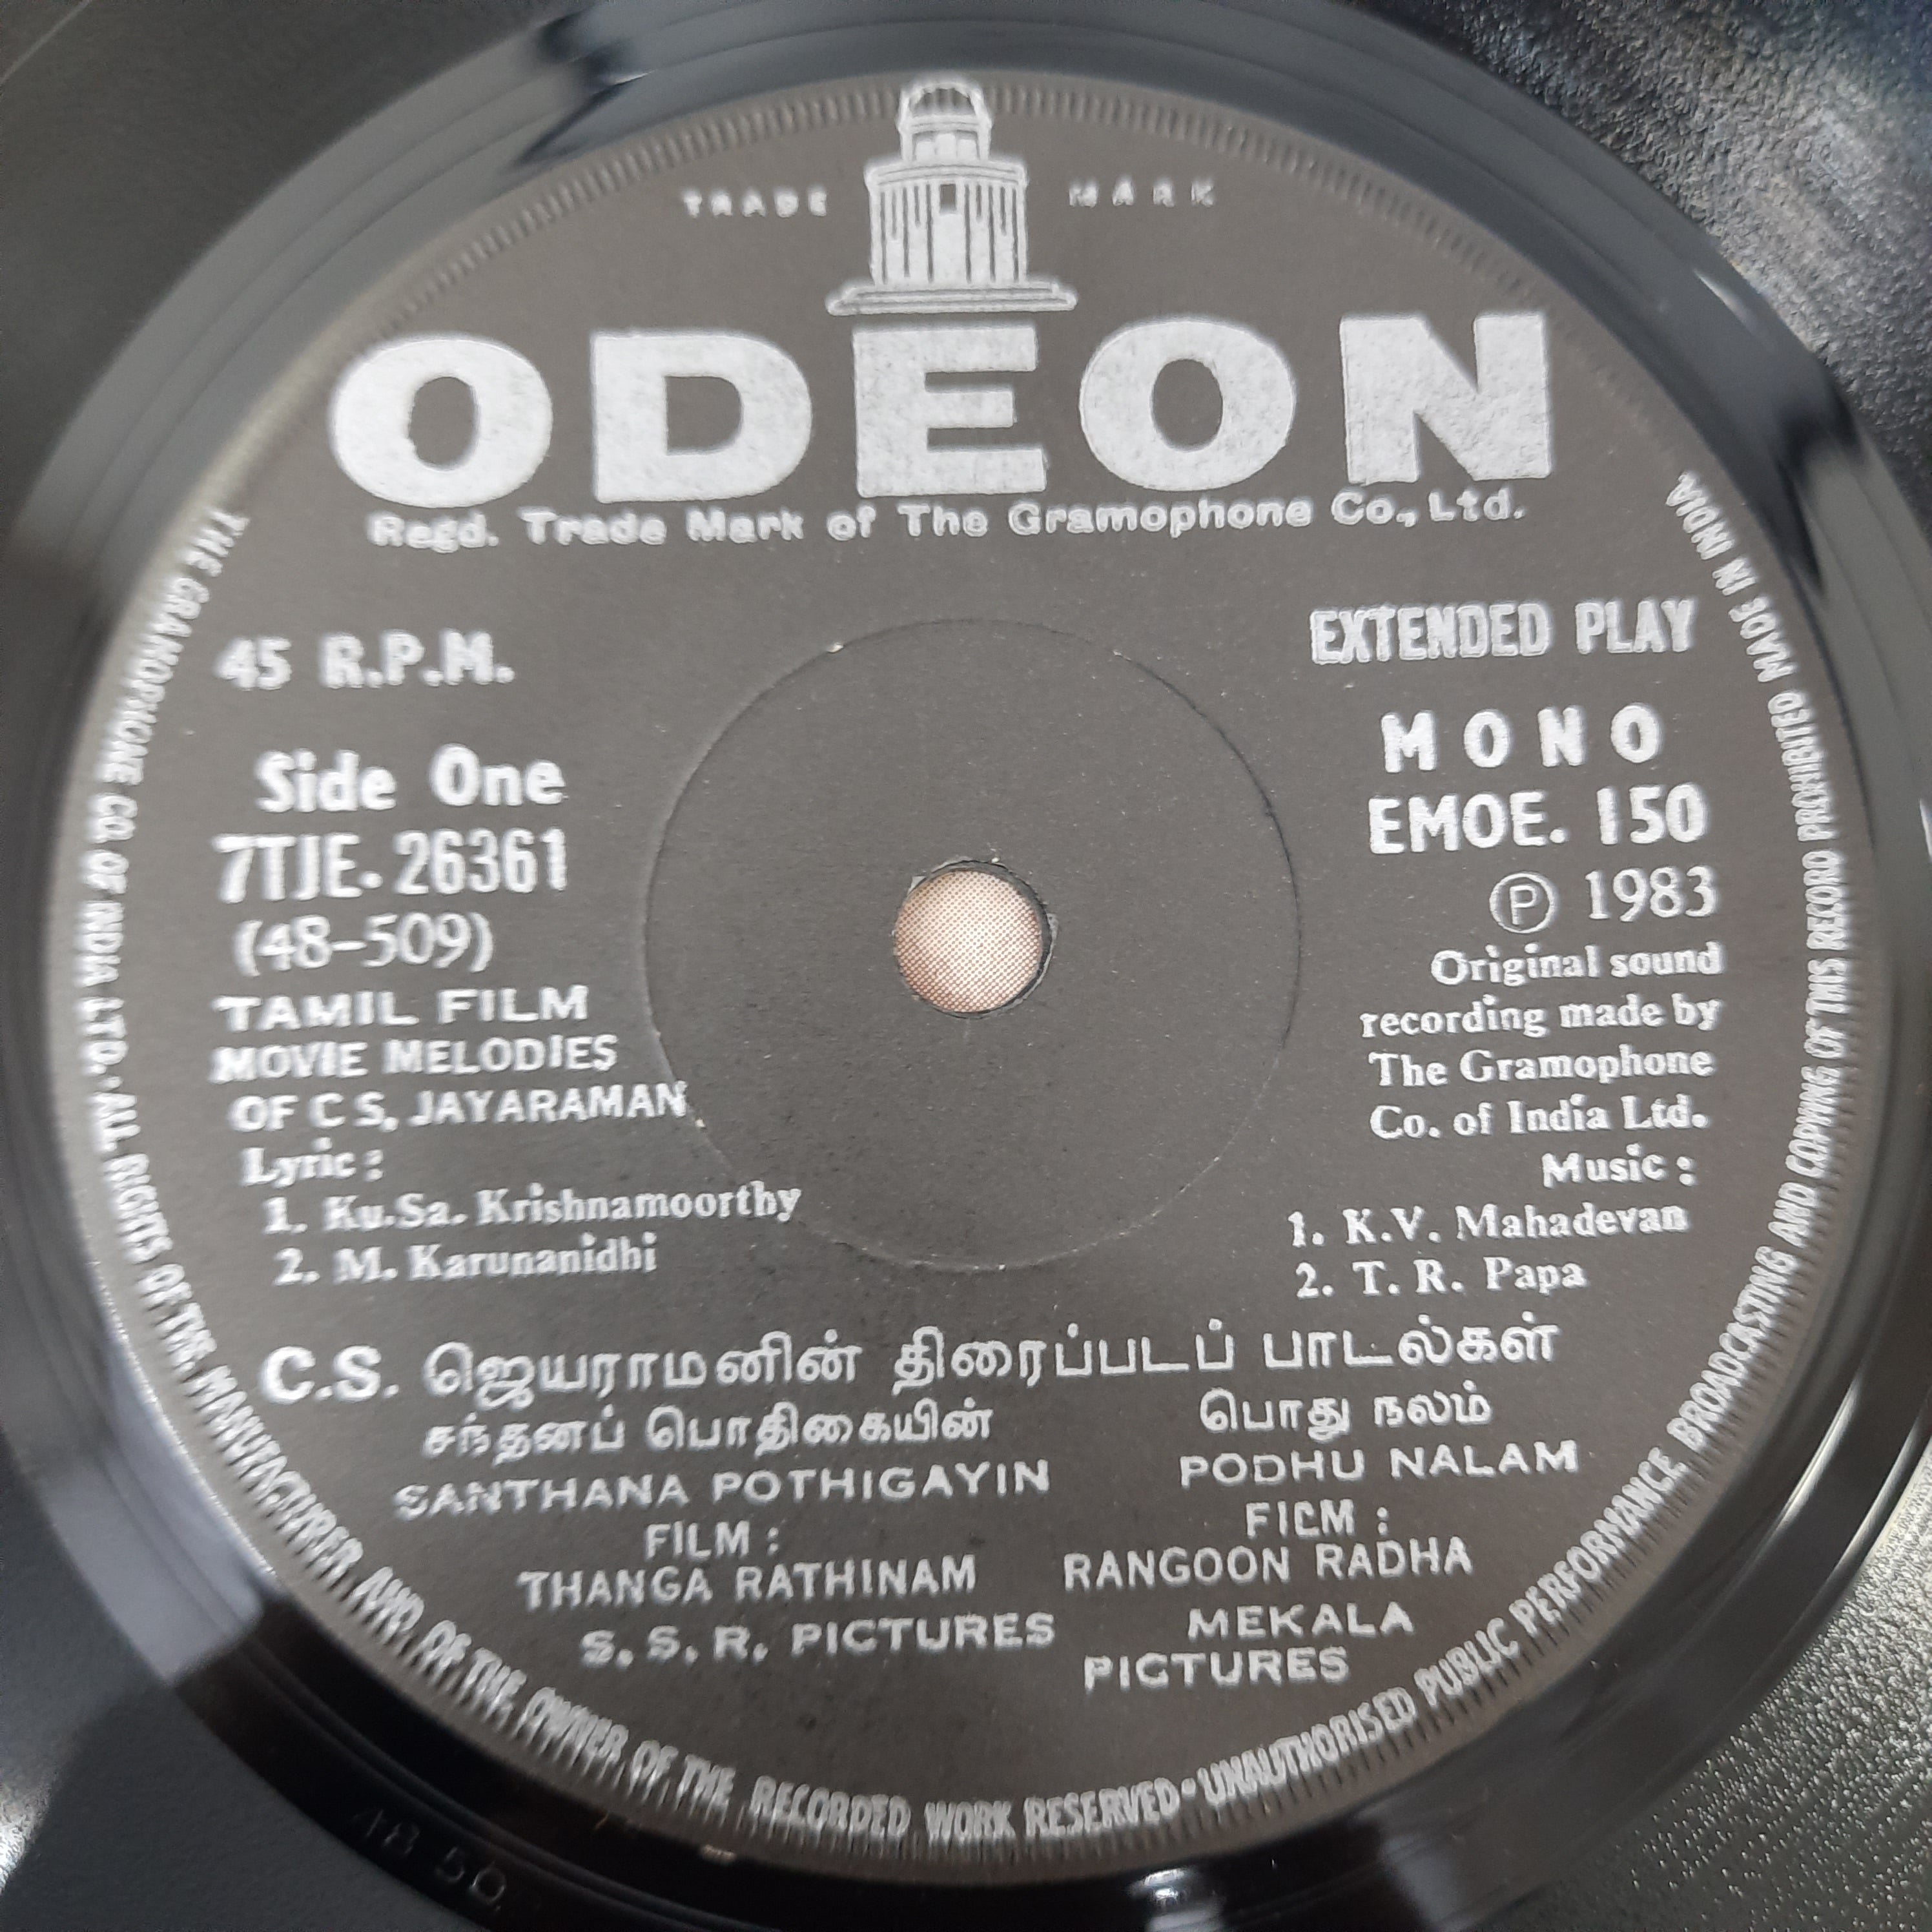 TRADE MARK
ODEON
Regd. Trade Mark of The Gramophone Co., Ltd.
45 R.P.M.
Side One
7TJE. 26361
(48-509)
TAMIL FILM
MOVIE MELODIES
OF C S. JAYARAMAN
Lyric :
1. Ku.Sa. Krishnamoorthy
2. M. Karunanidhi
EXTENDED PLAY
MONO
EMOE. 150
Ⓟ 1983
Original sound
recording made by
The Gramophone
Co. of India Ltd.
Music :
1. K.V. Mahadevan
2. T. R. Papa
C.S. ஜெயராமனின் திரைப்படப் பாடல்கள்
சந்தனப் பொதிகையின்
SANTHANA POTHIGAYIN
FILM :
THANGA RATHINAM
S. S. R. PICTURES
பொது நலம்
PODHU NALAM
FILM :
RANGOON RADHA
MEKALA
PICTURES
THE GRAMOPHONE CO. OF INDIA LTD. ALL RIGHTS OF THE MANUFACTURER AND OF THE OWNER OF THE RECORDED WORK RESERVED - UNAUTHORISED PUBLIC PERFORMANCE BROADCASTING AND COPYING OF THIS RECORD PROHIBITED MADE IN INDIA